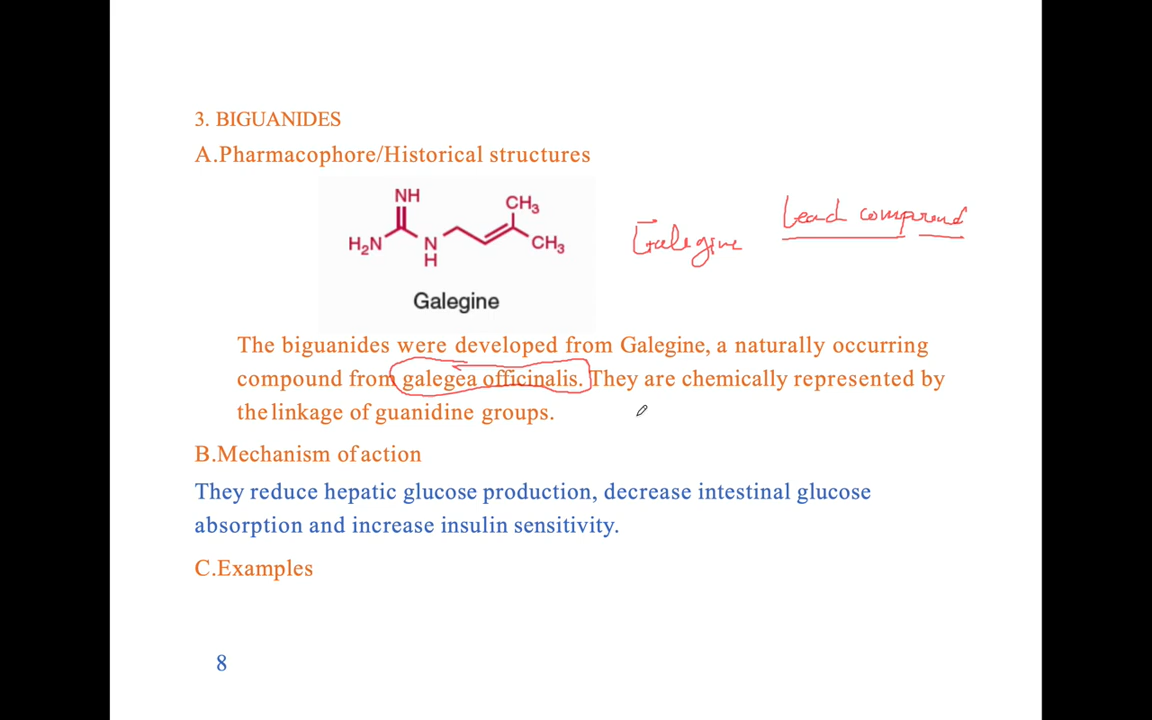 3. BIGUANIDES
A.Pharmacophore/Historical structures
NH
CH3
H2N
N
H
CH3
Galegine Lead compound
Galegine
The biguanides were developed from Galegine, a naturally occurring
compound from galegea officinalis. They are chemically represented by
the linkage of guanidine groups.
B.Mechanism of action
They reduce hepatic glucose production, decrease intestinal glucose
absorption and increase insulin sensitivity.
C.Examples
8